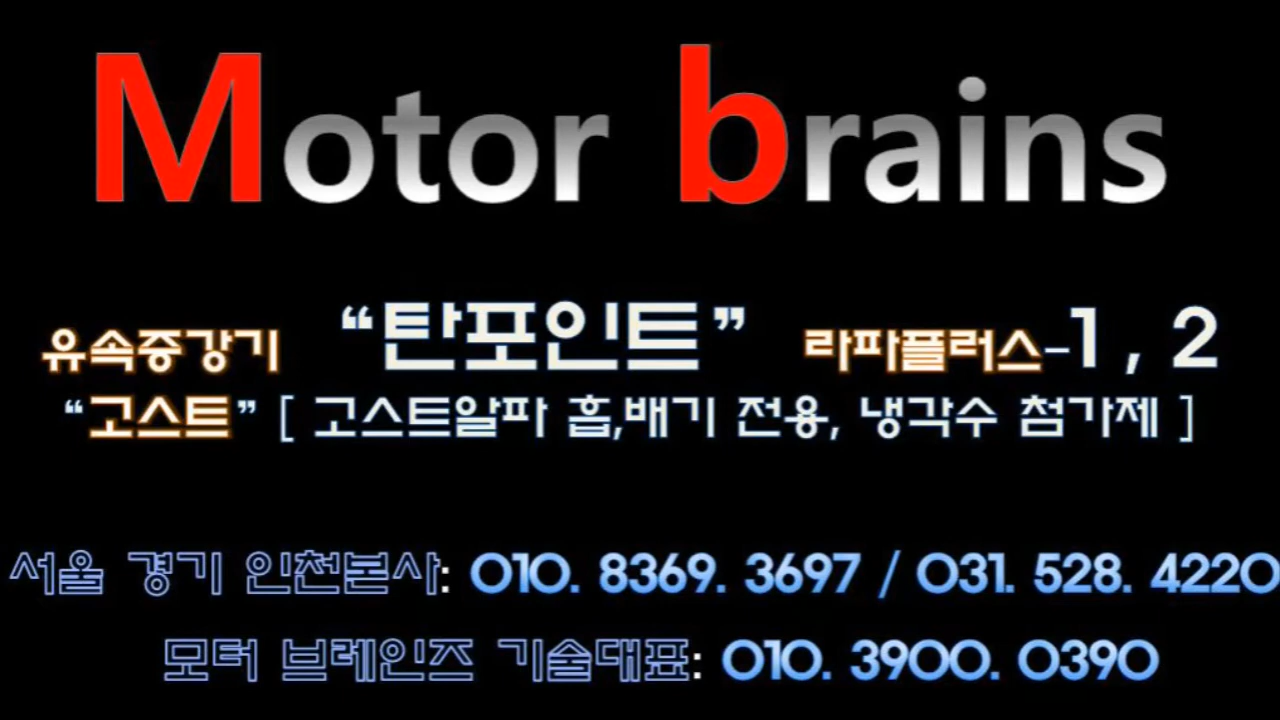 Motor brains
유속증강기 “탄포인트” 라파플러스-1 , 2
“고스트” [ 고스트알파 흡,배기 전용, 냉각수 첨가제 ]
서울 경기 인천본사: 010. 8369. 3697 / 031. 528. 4220
모터 브레인즈 기술대표: 010. 3900. 0390